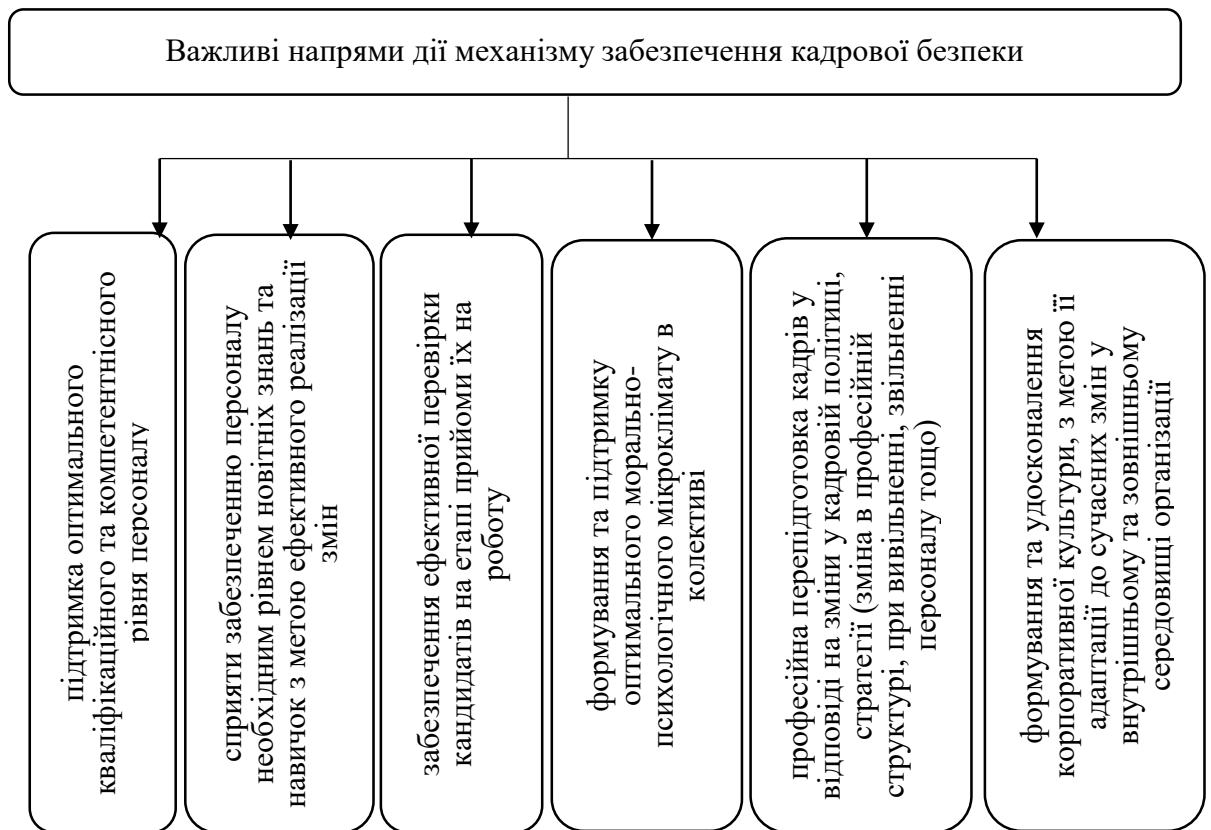 Важливі напрями дії механізму забезпечення кадрової безпеки
підтримка оптимального
кваліфікаційного та компетентнісного
рівня персоналу
сприяти забезпеченню персоналу
необхідним рівнем новітніх знань та
навичок з метою ефективного реалізації
змін
забезпечення ефективної перевірки
кандидатів на етапі прийоми їх на
роботу
формування та підтримку
оптимального морально-
психологічного мікроклімату в
колективі
професійна перепідготовка кадрів у
відповіді на зміни у кадровій політиці,
стратегії (зміна в професійній
структурі, при вивільненні, звільненні
персоналу тощо)
формування та удосконалення
корпоративної культури, з метою її
адаптації до сучасних змін у
внутрішньому та зовнішньому
середовищі організації